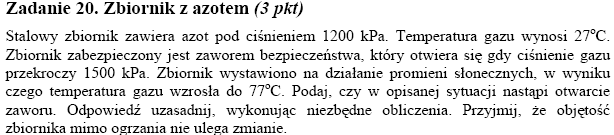 Zadanie 20. Zbiornik z azotem (3 pkt)
Stalowy zbiornik zawiera azot pod ciśnieniem 1200 kPa. Temperatura gazu wynosi 27°C.
Zbiornik zabezpieczony jest zaworem bezpieczeństwa, który otwiera się gdy ciśnienie gazu
przekroczy 1500 kPa. Zbiornik wystawiono na działanie promieni słonecznych, w wyniku
czego temperatura gazu wzrosła do 77°C. Podaj, czy w opisanej sytuacji nastąpi otwarcie
zaworu. Odpowiedź uzasadnij, wykonując niezbędne obliczenia. Przyjmij, że objętość
zbiornika mimo ogrzania nie ulega zmianie.